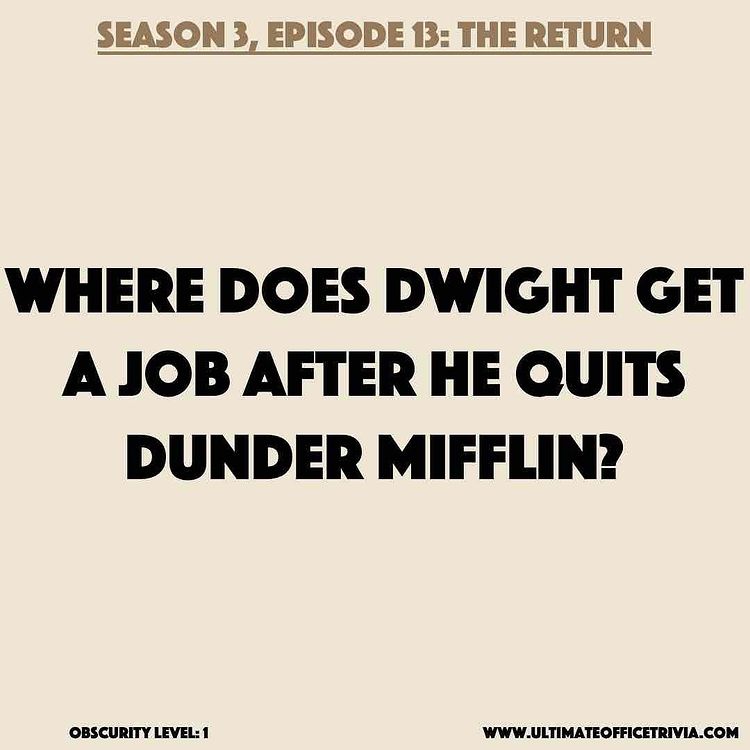 SEASON 3, EPISODE 13: THE RETURN
WHERE DOES DWIGHT GET
A JOB AFTER HE QUITS
DUNDER MIFFLIN?
OBSCURITY LEVEL: 1
WWW.ULTIMATEOFFICETRIVIA.COM